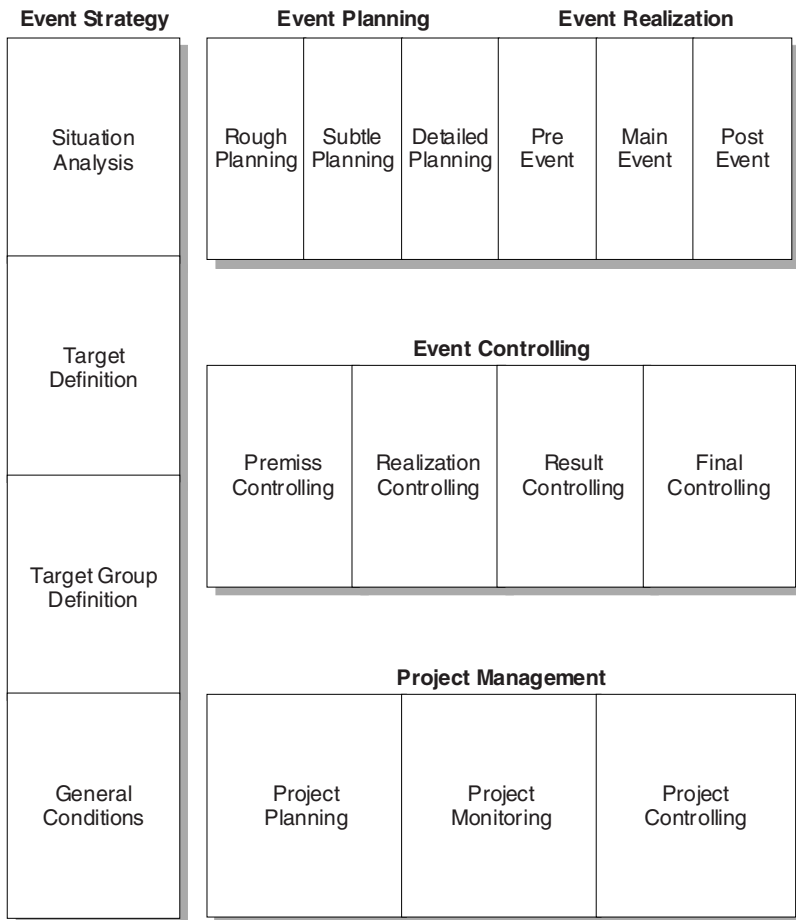 Event Strategy
Situation
Analysis
Target
Definition
Target Group
Definition
General
Conditions
Event Planning
Event Realization
Rough
Planning
Subtle
Planning
Detailed
Planning
Pre
Event
Main
Event
Post
Event
Event Controlling
Premiss
Controlling
Realization
Controlling
Result
Controlling
Final
Controlling
Project Management
Project
Planning
Project
Monitoring
Project
Controlling